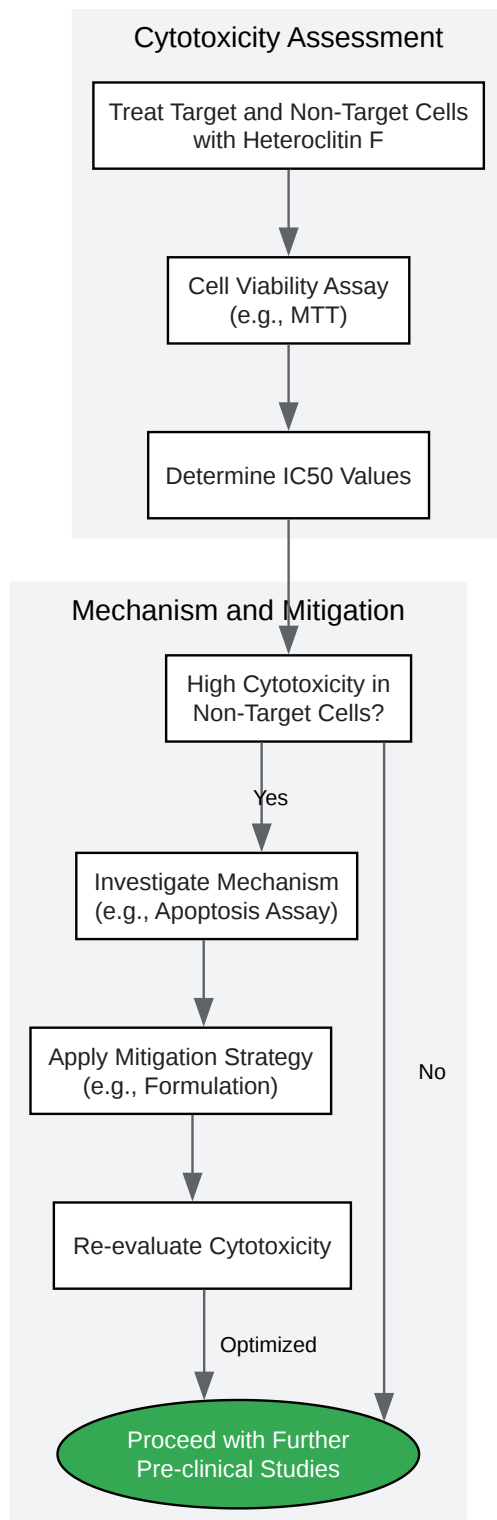 Cytotoxicity Assessment
Treat Target and Non-Target Cells
with Heteroclitin F
Cell Viability Assay
(e.g., MTT)
Determine IC50 Values
Mechanism and Mitigation
High Cytotoxicity in
Non-Target Cells?
Yes
Investigate Mechanism
(e.g., Apoptosis Assay)
Apply Mitigation Strategy
(e.g., Formulation)
No
Re-evaluate Cytotoxicity
Optimized
Proceed with Further
Pre-clinical Studies